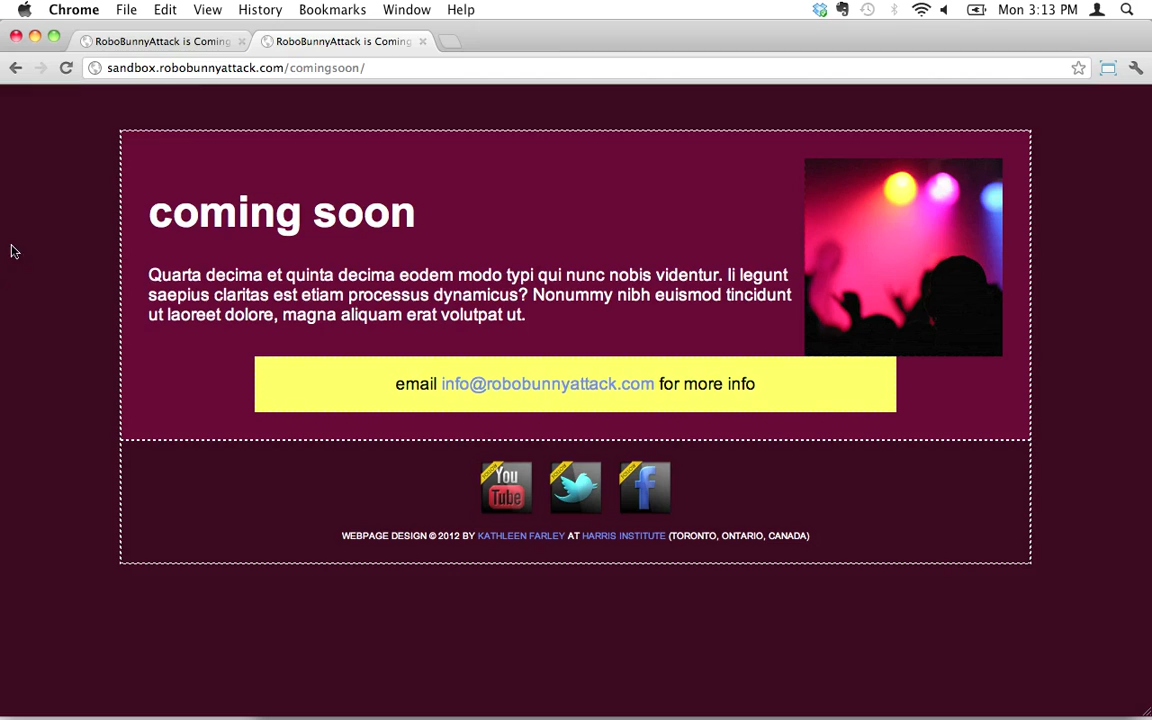 Chrome File Edit View History Bookmarks Window Help Mon 3:13 PM
RoboBunnyAttack is Coming RoboBunnyAttack is Coming
sandbox.robobunnyattack.com/comingsoon/
coming soon
Quarta decima et quinta decima eodem modo typi qui nunc nobis videntur. Ii legunt
saepius claritas est etiam processus dynamicus? Nonummy nibh euismod tincidunt
ut laoreet dolore, magna aliquam erat volutpat ut.
email info@robobunnyattack.com for more info
You
Tube
WEBPAGE DESIGN © 2012 BY KATHLEEN FARLEY AT HARRIS INSTITUTE (TORONTO, ONTARIO, CANADA)